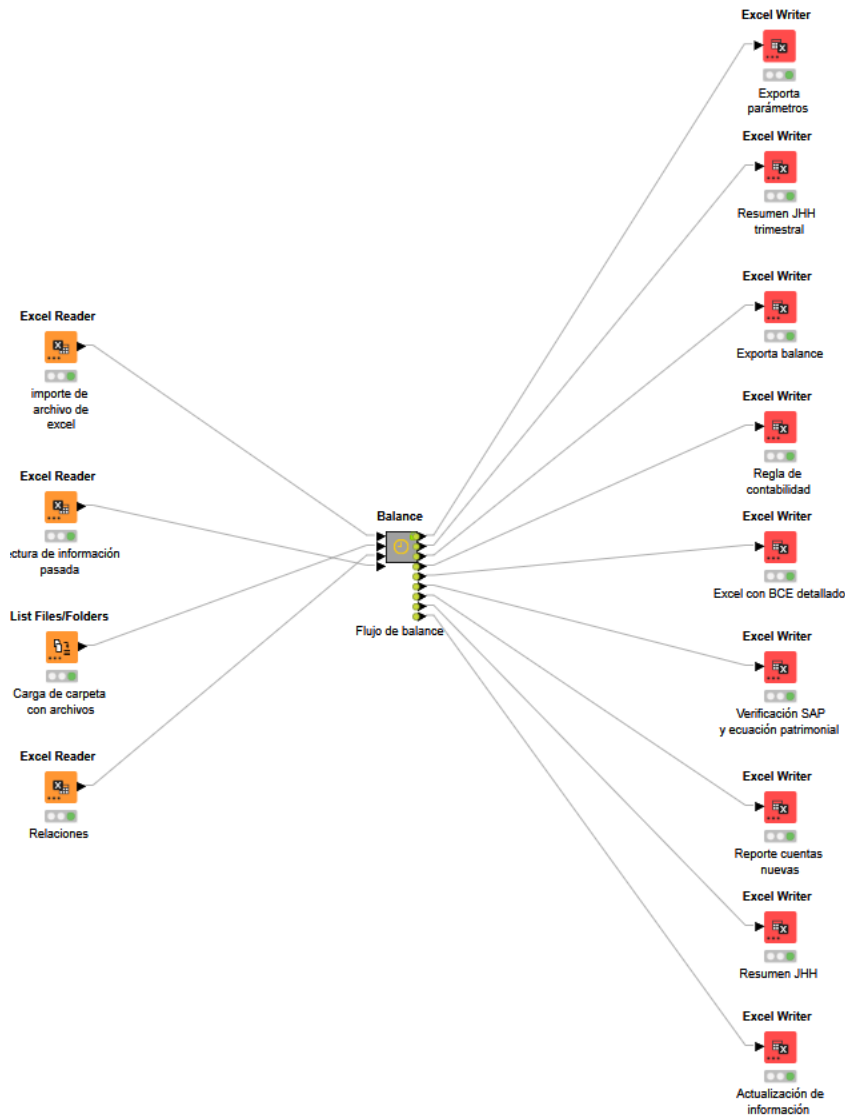 Excel Writer
Exporta
parámetros
Excel Writer
Resumen JHH
trimestral
Excel Writer
Exporta balance
Excel Writer
Regla de
contabilidad
Excel Writer
Excel con BCE detallado
Excel Writer
Verificación SAP
y ecuación patrimonial
Excel Writer
Reporte cuentas
nuevas
Excel Writer
Resumen JHH
Excel Writer
Actualización de
información
Excel Reader
importe de
archivo de
excel
Excel Reader
ectura de información
pasada
List Files/Folders
Carga de carpeta
con archivos
Excel Reader
Relaciones
Balance
Flujo de balance